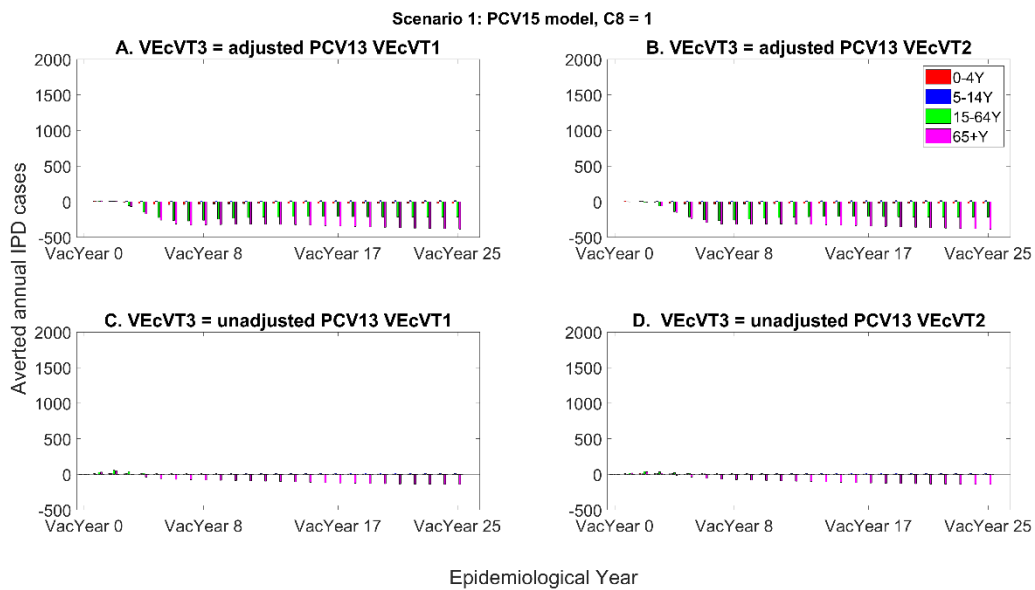 Scenario 1: PCV15 model, C8 = 1
A. VEcVT3 = adjusted PCV13 VEcVT1
2000
1500
1000
500
0
-500
VacYear 0 VacYear 8 VacYear 17 VacYear 25
B. VEcVT3 = adjusted PCV13 VEcVT2
2000
1500
1000
500
0
-500
VacYear 0 VacYear 8 VacYear 17 VacYear 25
0-4Y
5-14Y
15-64Y
65+Y
Averted annual IPD cases
C. VEcVT3 = unadjusted PCV13 VEcVT1
2000
1500
1000
500
0
-500
VacYear 0 VacYear 8 VacYear 17 VacYear 25
D. VEcVT3 = unadjusted PCV13 VEcVT2
2000
1500
1000
500
0
-500
VacYear 0 VacYear 8 VacYear 17 VacYear 25
Epidemiological Year